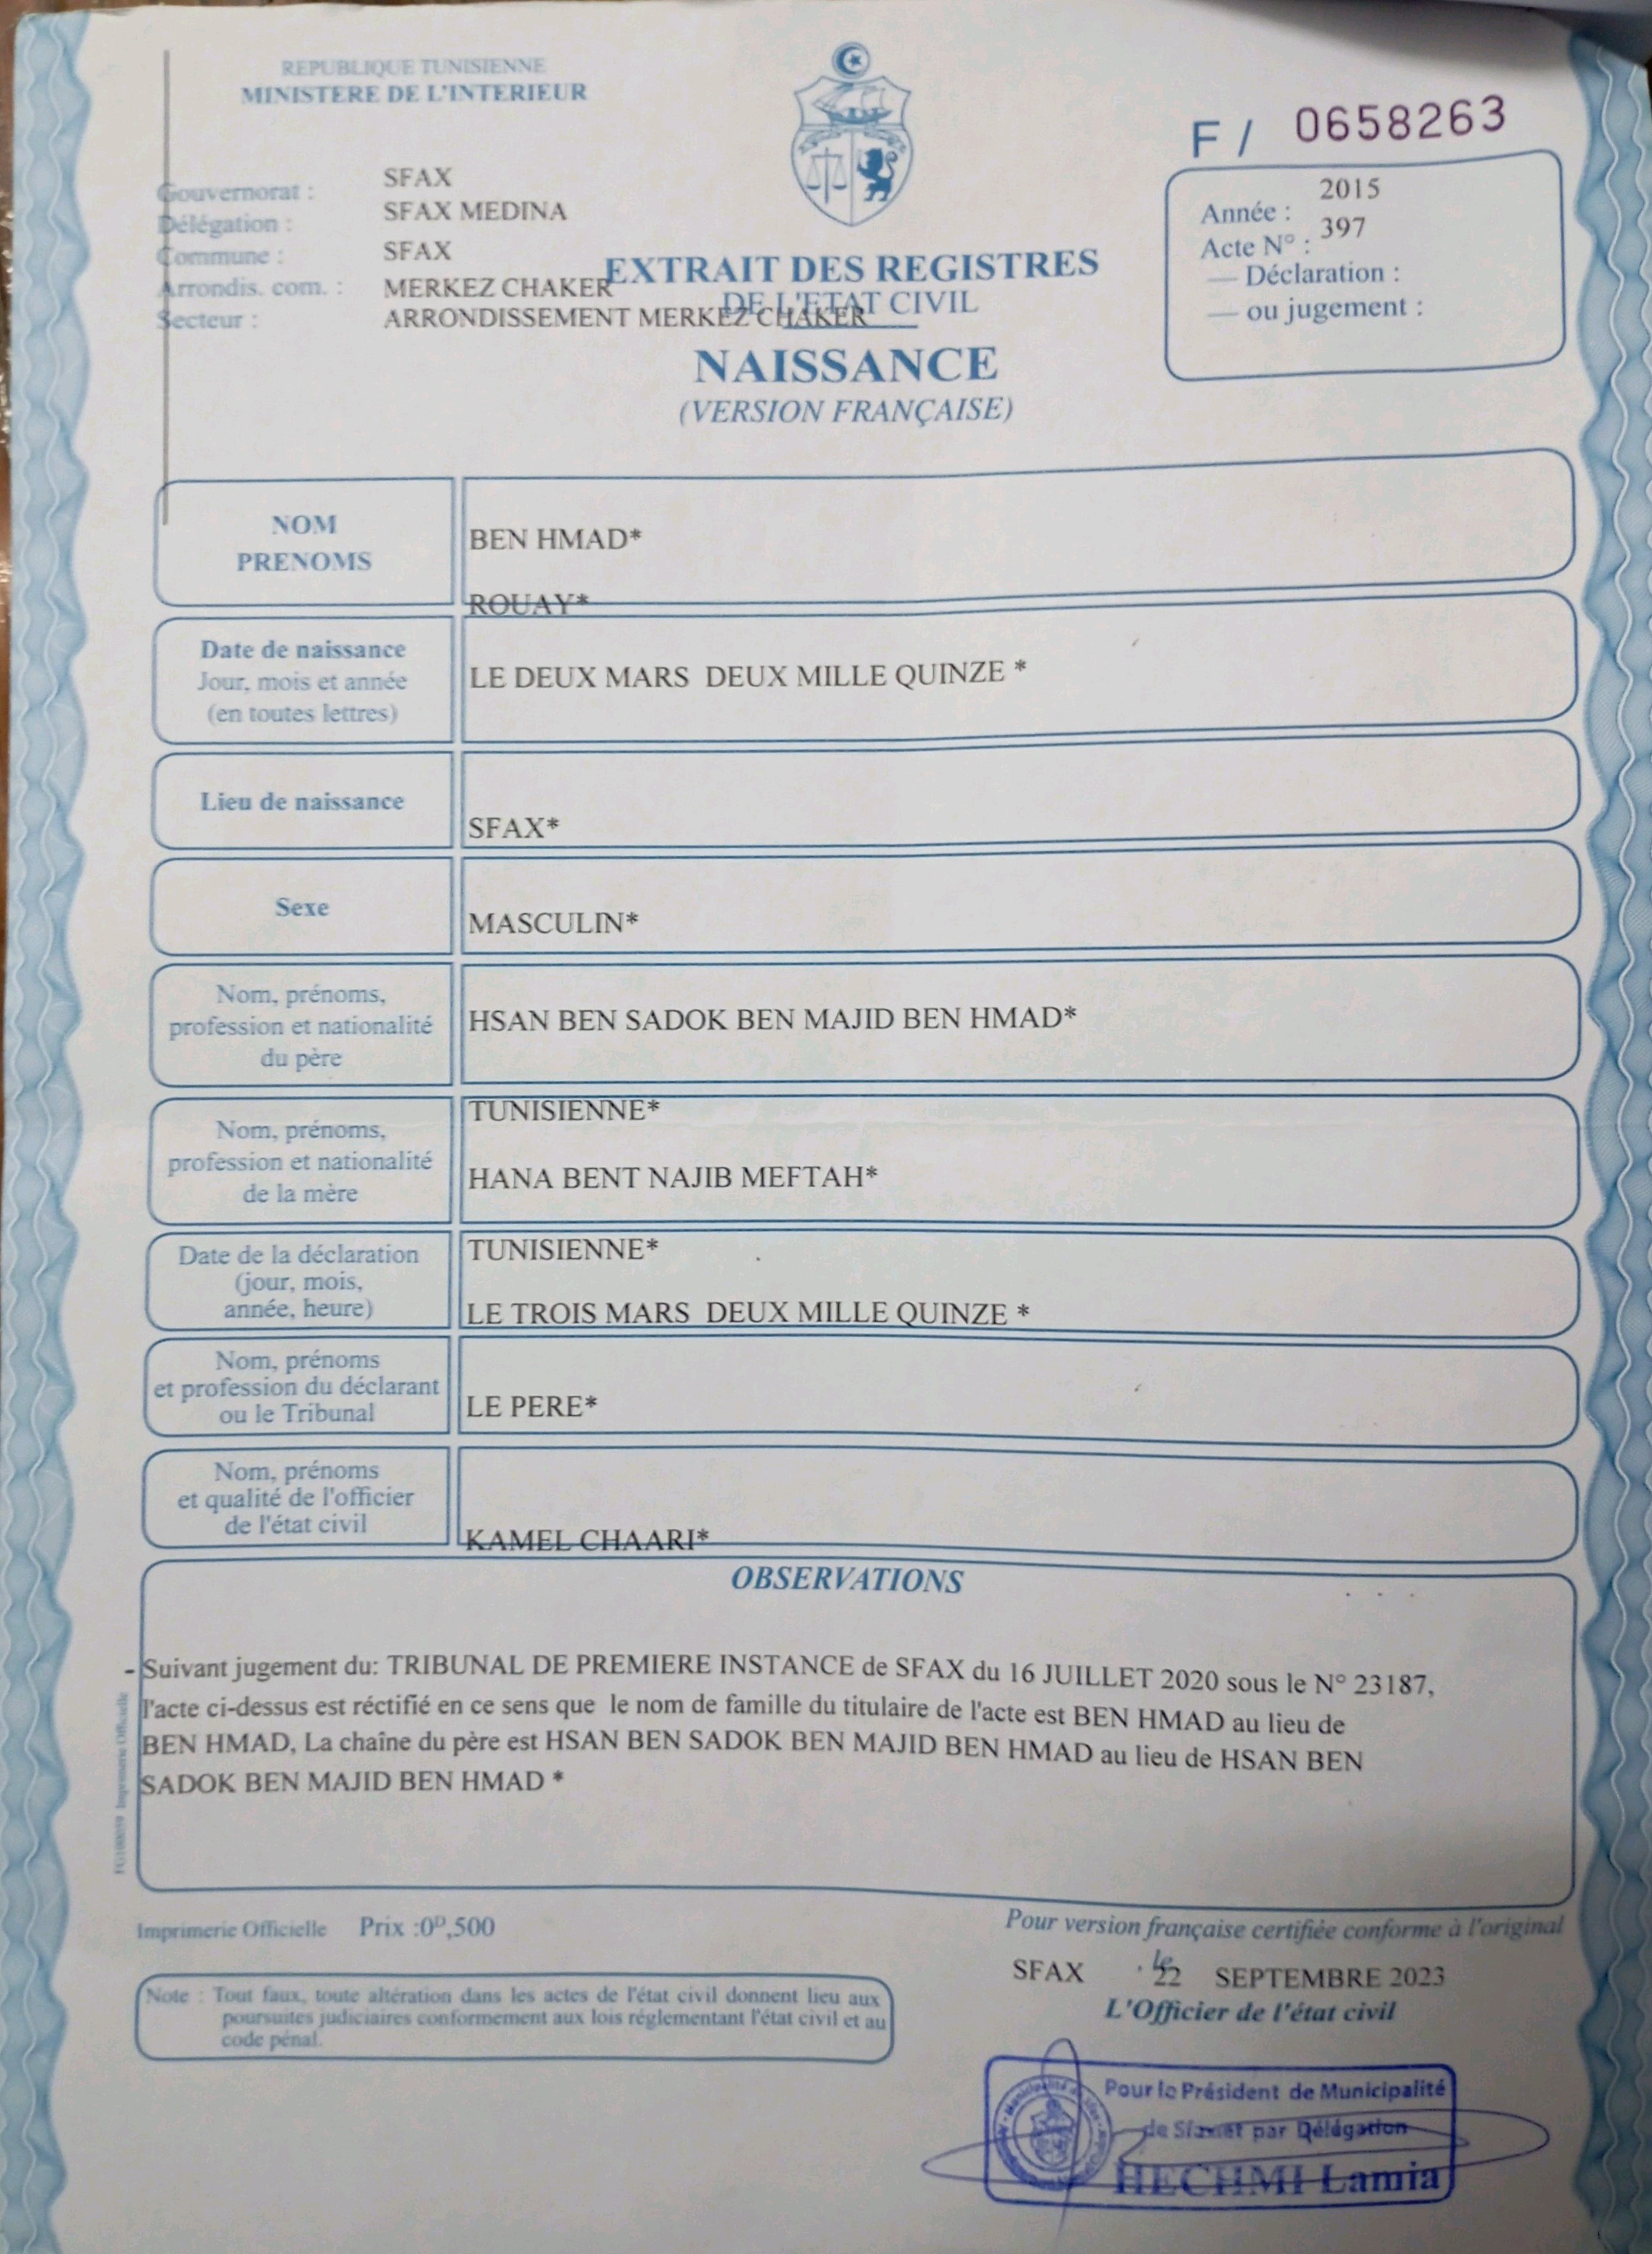 REPUBLIQUE TUNISIENNE
MINISTERE DE L'INTERIEUR
F / 0658263
Gouvernorat : SFAX
Délégation : SFAX MEDINA
Commune : SFAX
Arrondis. com. : MERKEZ CHAKER
Secteur : ARRONDISSEMENT MERKEZ CHAKER
Année : 2015
Acte N° : 397
— Déclaration :
— ou jugement :
EXTRAIT DES REGISTRES
DE L'ETAT CIVIL
NAISSANCE
(VERSION FRANÇAISE)
NOM
PRENOMS
BEN HMAD*
ROUAY*
Date de naissance
Jour, mois et année
(en toutes lettres)
LE DEUX MARS DEUX MILLE QUINZE *
Lieu de naissance
SFAX*
Sexe
MASCULIN*
Nom, prénoms,
profession et nationalité
du père
HSAN BEN SADOK BEN MAJID BEN HMAD*
TUNISIENNE*
Nom, prénoms,
profession et nationalité
de la mère
HANA BENT NAJIB MEFTAH*
TUNISIENNE*
Date de la déclaration
(jour, mois,
année, heure)
LE TROIS MARS DEUX MILLE QUINZE *
Nom, prénoms
et profession du déclarant
ou le Tribunal
LE PERE*
Nom, prénoms
et qualité de l'officier
de l'état civil
KAMEL CHAARI*
OBSERVATIONS
- Suivant jugement du: TRIBUNAL DE PREMIERE INSTANCE de SFAX du 16 JUILLET 2020 sous le N° 23187,
l'acte ci-dessus est réctifié en ce sens que le nom de famille du titulaire de l'acte est BEN HMAD au lieu de
BEN HMAD, La chaîne du père est HSAN BEN SADOK BEN MAJID BEN HMAD au lieu de HSAN BEN
SADOK BEN MAJID BEN HMAD *
Imprimerie Officielle
Imprimerie Officielle Prix :0ᴰ,500
Note : Tout faux, toute altération dans les actes de l'état civil donnent lieu aux
poursuites judiciaires conformement aux lois réglementant l'état civil et au
code pénal.
Pour version française certifiée conforme à l'original
SFAX le 22 SEPTEMBRE 2023
L'Officier de l'état civil
Pour le Président de Municipalité
de Sfax et par Délégation
HECHMI Lamia